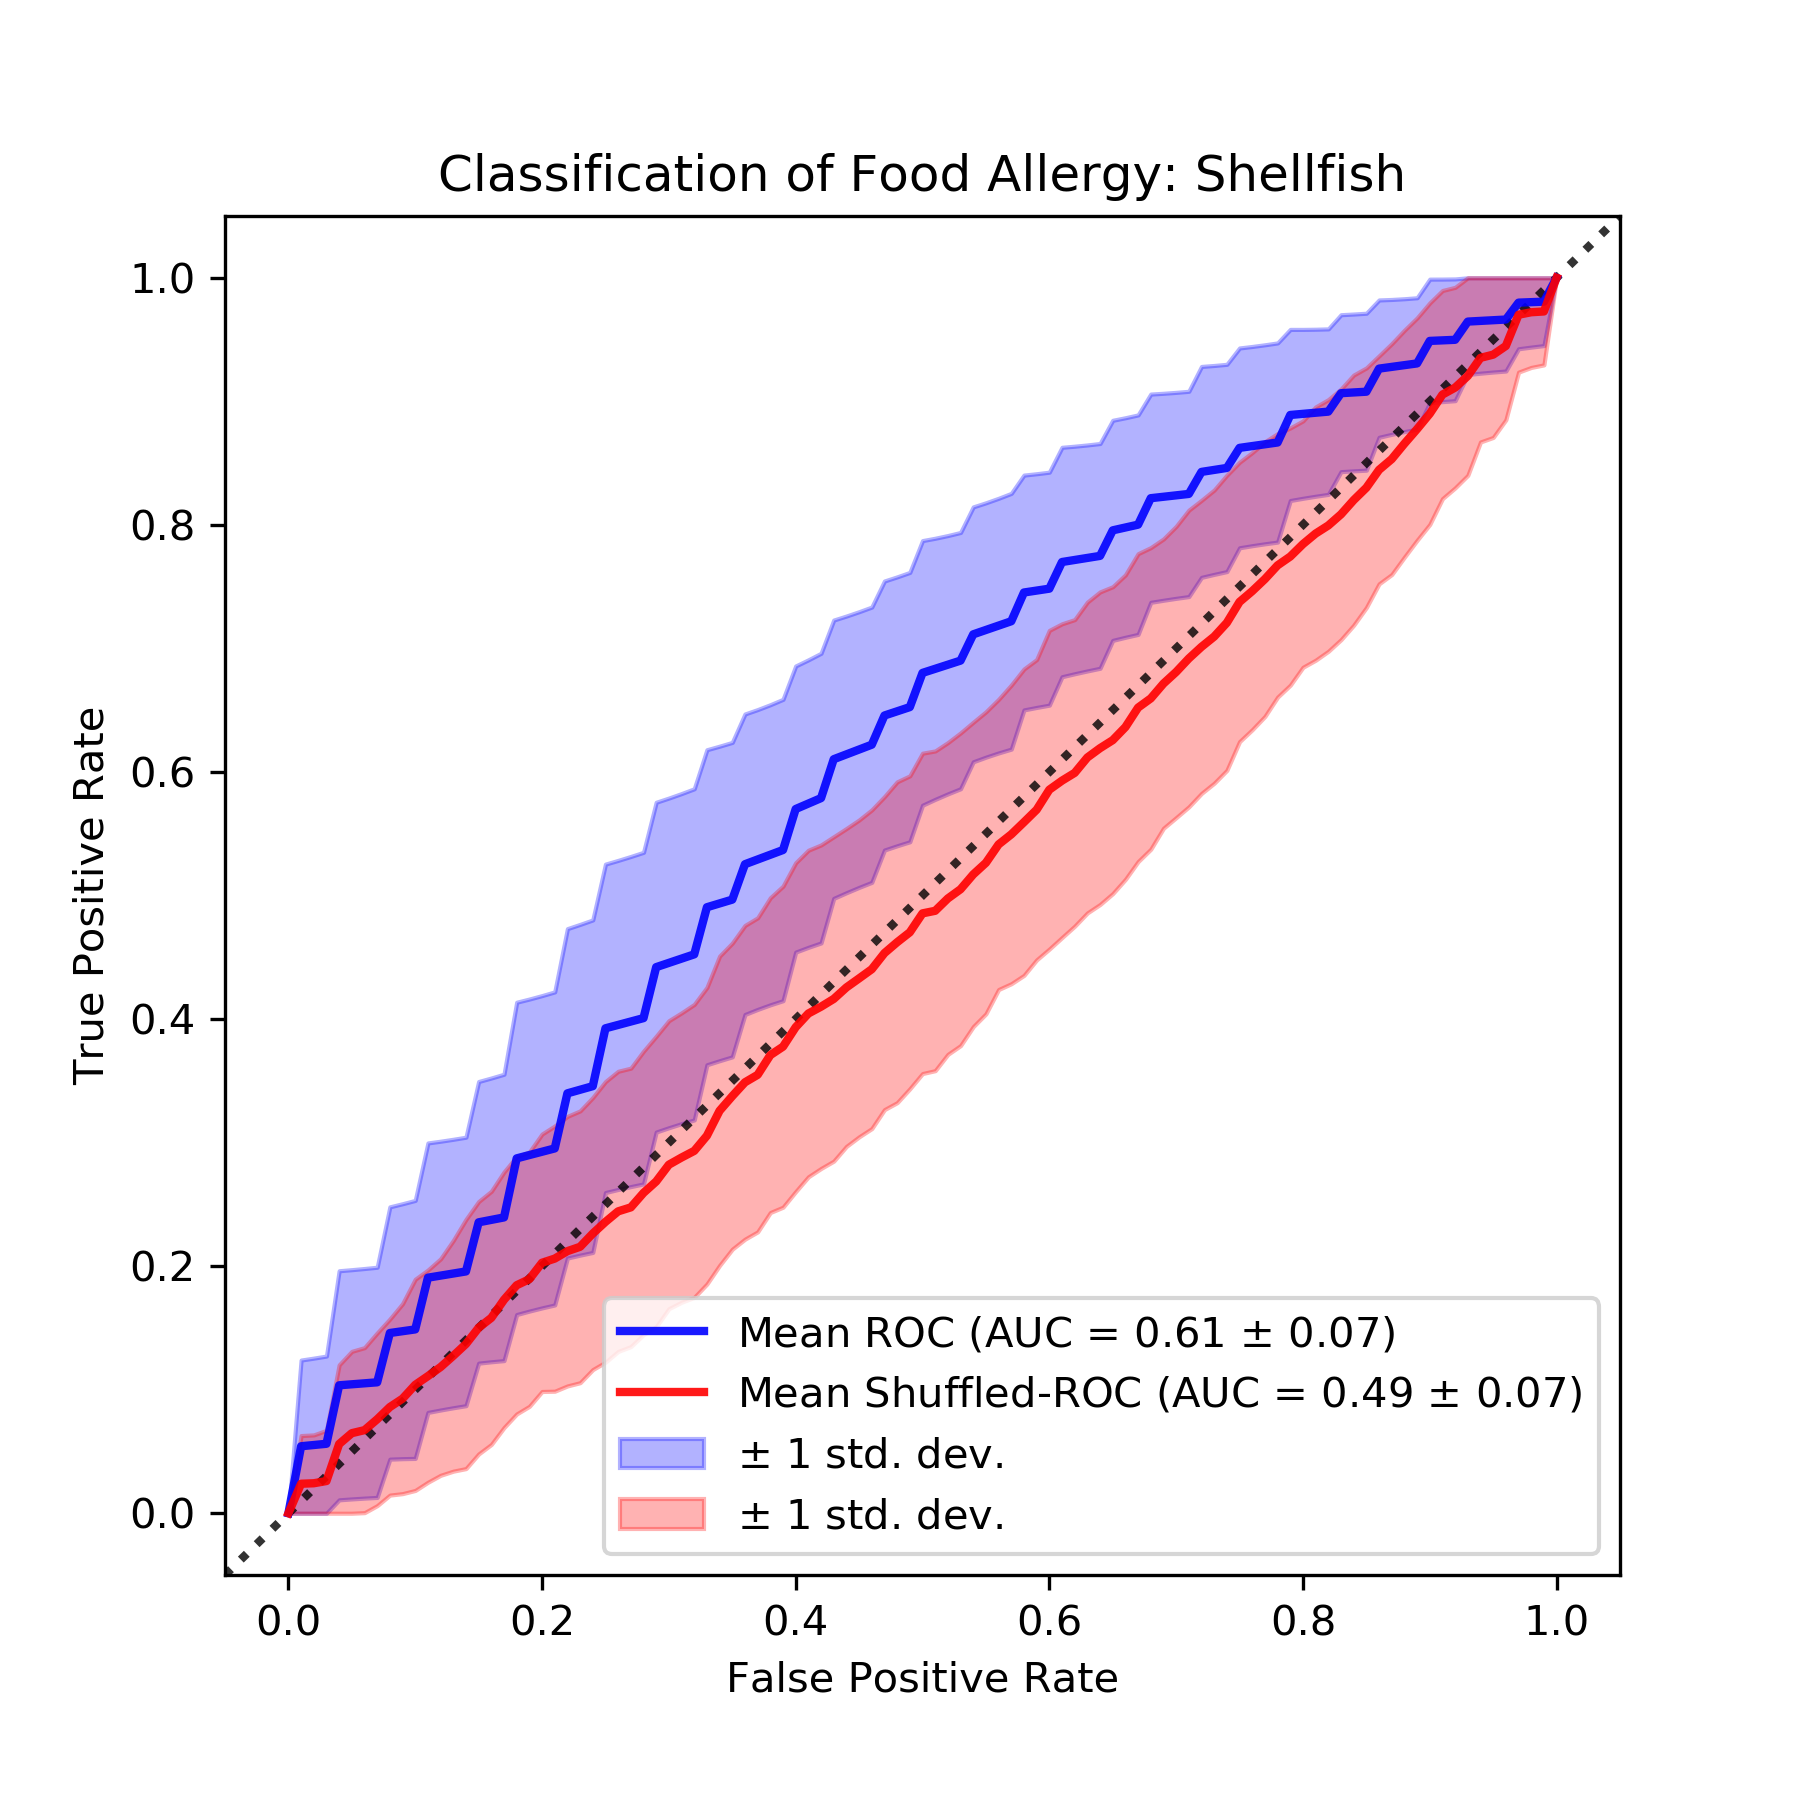 Classification of Food Allergy: Shellfish
1.0
0.8
0.6
0.4
0.2
0.0
True Positive Rate
Mean ROC (AUC = 0.61 ± 0.07)
Mean Shuffled-ROC (AUC = 0.49 ± 0.07)
± 1 std. dev.
± 1 std. dev.
0.0 0.2 0.4 0.6 0.8 1.0
False Positive Rate